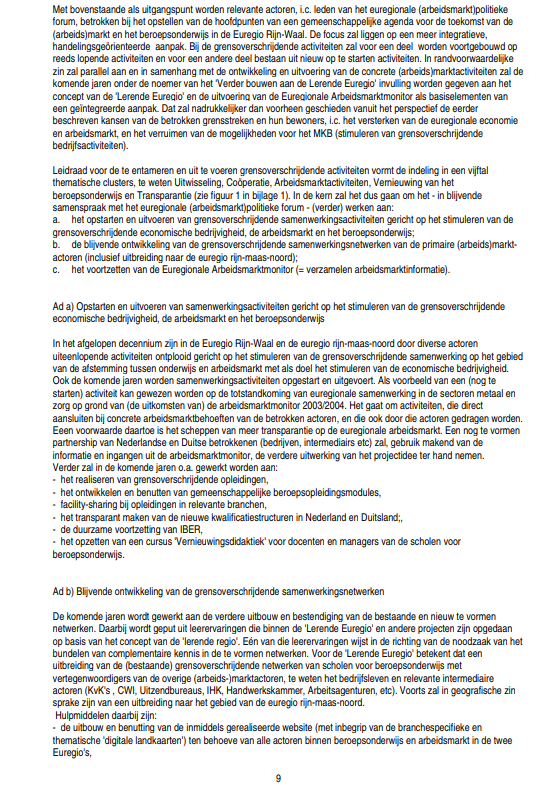 Met bovenstaande als uitgangspunt worden relevante actoren, i.c. leden van het euregionale (arbeidsmarkt)politieke
forum, betrokken bij het opstellen van de hoofdpunten van een gemeenschappelijke agenda voor de toekomst van de
(arbeids)markt en het beroepsonderwijs in de Euregio Rijn-Waal. De focus zal liggen op een meer integratieve,
handelingsgeörienteerde aanpak. Bij de grensoverschrijdende activiteiten zal voor een deel worden voortgebouwd op
reeds lopende activiteiten en voor een andere deel bestaan uit nieuw op te starten activiteiten. In randvoorwaardelijke
zin zal parallel aan en in samenhang met de ontwikkeling en uitvoering van de concrete (arbeids)marktactiviteiten zal de
komende jaren onder de noemer van het 'Verder bouwen aan de Lerende Euregio' invulling worden gegeven aan het
concept van de 'Lerende Euregio' en de uitvoering van de Euregionale Arbeidsmarktmonitor als basiselementen van
een geïntegreerde aanpak. Dat zal nadrukkelijker dan voorheen geschieden vanuit het perspectief de eerder
beschreven kansen van de betrokken grensstreken en hun bewoners, i.c. het versterken van de euregionale economie
en arbeidsmarkt, en het verruimen van de mogelijkheden voor het MKB (stimuleren van grensoverschrijdende
bedrijfsactiviteiten).
Leidraad voor de te entameren en uit te voeren grensoverschrijdende activiteiten vormt de indeling in een vijftal
thematische clusters, te weten Uitwisseling, Coöperatie, Arbeidsmarktactiviteiten, Vernieuwing van het
beroepsonderwijs en Transparantie (zie figuur 1 in bijlage 1). In de kern zal het dus gaan om het - in blijvende
samenspraak met het euregionale (arbeidsmarkt)politieke forum - (verder) werken aan:
a. het opstarten en uitvoeren van grensoverschrijdende samenwerkingsactiviteiten gericht op het stimuleren van de
grensoverschrijdende economische bedrijvigheid, de arbeidsmarkt en het beroepsonderwijs;
b. de blijvende ontwikkeling van de grensoverschrijdende samenwerkingsnetwerken van de primaire (arbeids)markt-
actoren (inclusief uitbreiding naar de euregio rijn-maas-noord);
c. het voortzetten van de Euregionale Arbeidsmarktmonitor (= verzamelen arbeidsmarktinformatie).
Ad a) Opstarten en uitvoeren van samenwerkingsactiviteiten gericht op het stimuleren van de grensoverschrijdende
economische bedrijvigheid, de arbeidsmarkt en het beroepsonderwijs
In het afgelopen decennium zijn in de Euregio Rijn-Waal en de euregio rijn-maas-noord door diverse actoren
uiteenlopende activiteiten ontplooid gericht op het stimuleren van de grensoverschrijdende samenwerking op het gebied
van de afstemming tussen onderwijs en arbeidsmarkt met als doel het stimuleren van de economische bedrijvigheid.
Ook de komende jaren worden samenwerkingsactiviteiten opgestart en uitgevoert. Als voorbeeld van een (nog te
starten) activiteit kan gewezen worden op de totstandkoming van euregionale samenwerking in de sectoren metaal en
zorg op grond van (de uitkomsten van) de arbeidsmarktmonitor 2003/2004. Het gaat om activiteiten, die direct
aansluiten bij concrete arbeidsmarktbehoeften van de betrokken actoren, en die ook door die actoren gedragen worden.
Eeen voorwaarde daartoe is het scheppen van meer transparantie op de euregionale arbeidsmarkt. Een nog te vormen
partnership van Nederlandse en Duitse betrokkenen (bedrijven, intermediairs etc) zal, gebruik makend van de
informatie en ingangen uit de arbeidsmarktmonitor, de verdere uitwerking van het projectidee ter hand nemen.
Verder zal in de komende jaren o.a. gewerkt worden aan:
- het realiseren van grensoverschrijdende opleidingen,
- het ontwikkelen en benutten van gemeenschappelijke beroepsopleidingsmodules,
- facility-sharing bij opleidingen in relevante branchen,
- het transparant maken van de nieuwe kwalificatiestructuren in Nederland en Duitsland;,
- de duurzame voortzetting van IBER,
- het opzetten van een cursus 'Vernieuwingsdidaktiek' voor docenten en managers van de scholen voor
beroepsonderwijs.
Ad b) Blijvende ontwikkeling van de grensoverschrijdende samenwerkingsnetwerken
De komende jaren wordt gewerkt aan de verdere uitbouw en bestendiging van de bestaande en nieuw te vormen
netwerken. Daarbij wordt geput uit leerervaringen die binnen de 'Lerende Euregio' en andere projecten zijn opgedaan
op basis van het concept van de 'lerende regio'. Eén van die leerervaringen wijst in de richting van de noodzaak van het
bundelen van complementaire kennis in de te vormen netwerken. Voor de 'Lerende Euregio' betekent dat een
uitbreiding van de (bestaande) grensoverschrijdende netwerken van scholen voor beroepsonderwijs met
vertegenwoordigers van de overige (arbeids-)marktactoren, te weten het bedrijfsleven en relevante intermediaire
actoren (KvK's , CWI, Uitzendbureaus, IHK, Handwerkskammer, Arbeitsagenturen, etc). Voorts zal in geografische zin
sprake zijn van een uitbreiding naar het gebied van de euregio rijn-maas-noord.
Hulpmiddelen daarbij zijn:
- de uitbouw en benutting van de inmiddels gerealiseerde website (met inbegrip van de branchespecifieke en
thematische 'digitale landkaarten') ten behoeve van alle actoren binnen beroepsonderwijs en arbeidsmarkt in de twee
Euregio's,
9